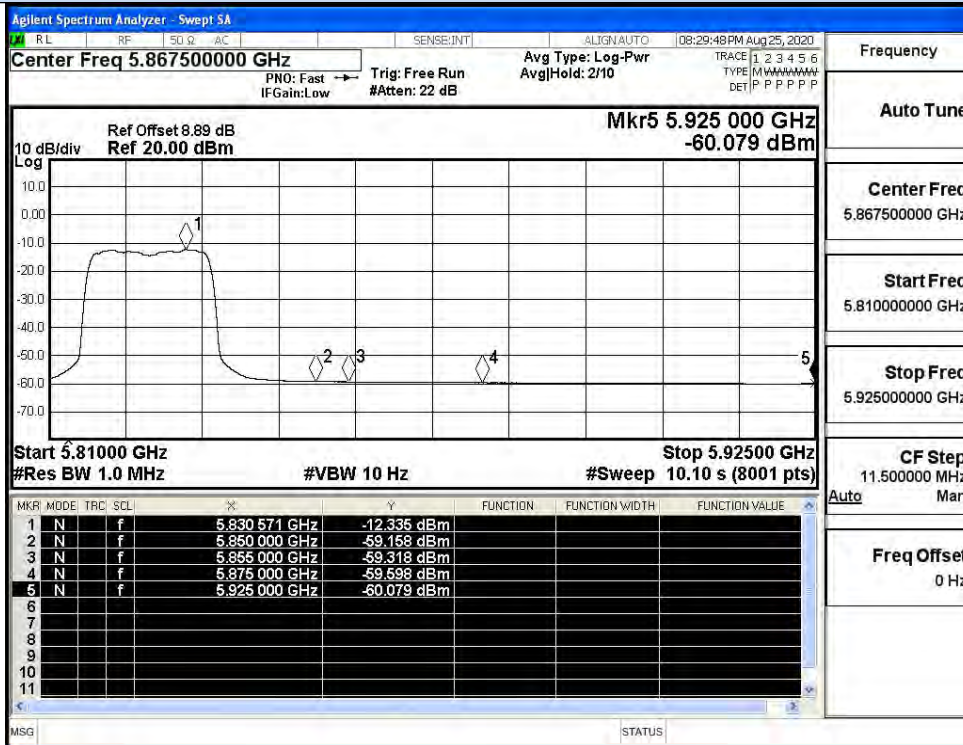 Agilent Spectrum Analyzer - Swept SA
RL RF 50 Ω AC SENSE:INT ALIGNAUTO 08:29:48 PM Aug 25, 2020
Center Freq 5.867500000 GHz
PNO: Fast
IFGain:Low
Trig: Free Run
#Atten: 22 dB
Avg Type: Log-Pwr
Avg|Hold: 2/10
TRACE 1 2 3 4 5 6
TYPE MWWWWW
DET P P P P P P
Mkr5 5.925 000 GHz
-60.079 dBm
Ref Offset 8.89 dB
10 dB/div Ref 20.00 dBm
Log
10.0
0.00
-10.0
-20.0
-30.0
-40.0
-50.0
-60.0
-70.0
1
2
3
4
5
Start 5.81000 GHz Stop 5.92500 GHz
#Res BW 1.0 MHz #VBW 10 Hz #Sweep 10.10 s (8001 pts)
MKR MODE TRC SCL X Y FUNCTION FUNCTION WIDTH FUNCTION VALUE
1 N f 5.830 571 GHz -12.335 dBm
2 N f 5.850 000 GHz -59.158 dBm
3 N f 5.855 000 GHz -59.318 dBm
4 N f 5.875 000 GHz -59.598 dBm
5 N f 5.925 000 GHz -60.079 dBm
6
7
8
9
10
11
MSG STATUS
Frequency
Auto Tune
Center Freq
5.867500000 GHz
Start Freq
5.810000000 GHz
Stop Freq
5.925000000 GHz
CF Step
11.500000 MHz
Auto Man
Freq Offset
0 Hz